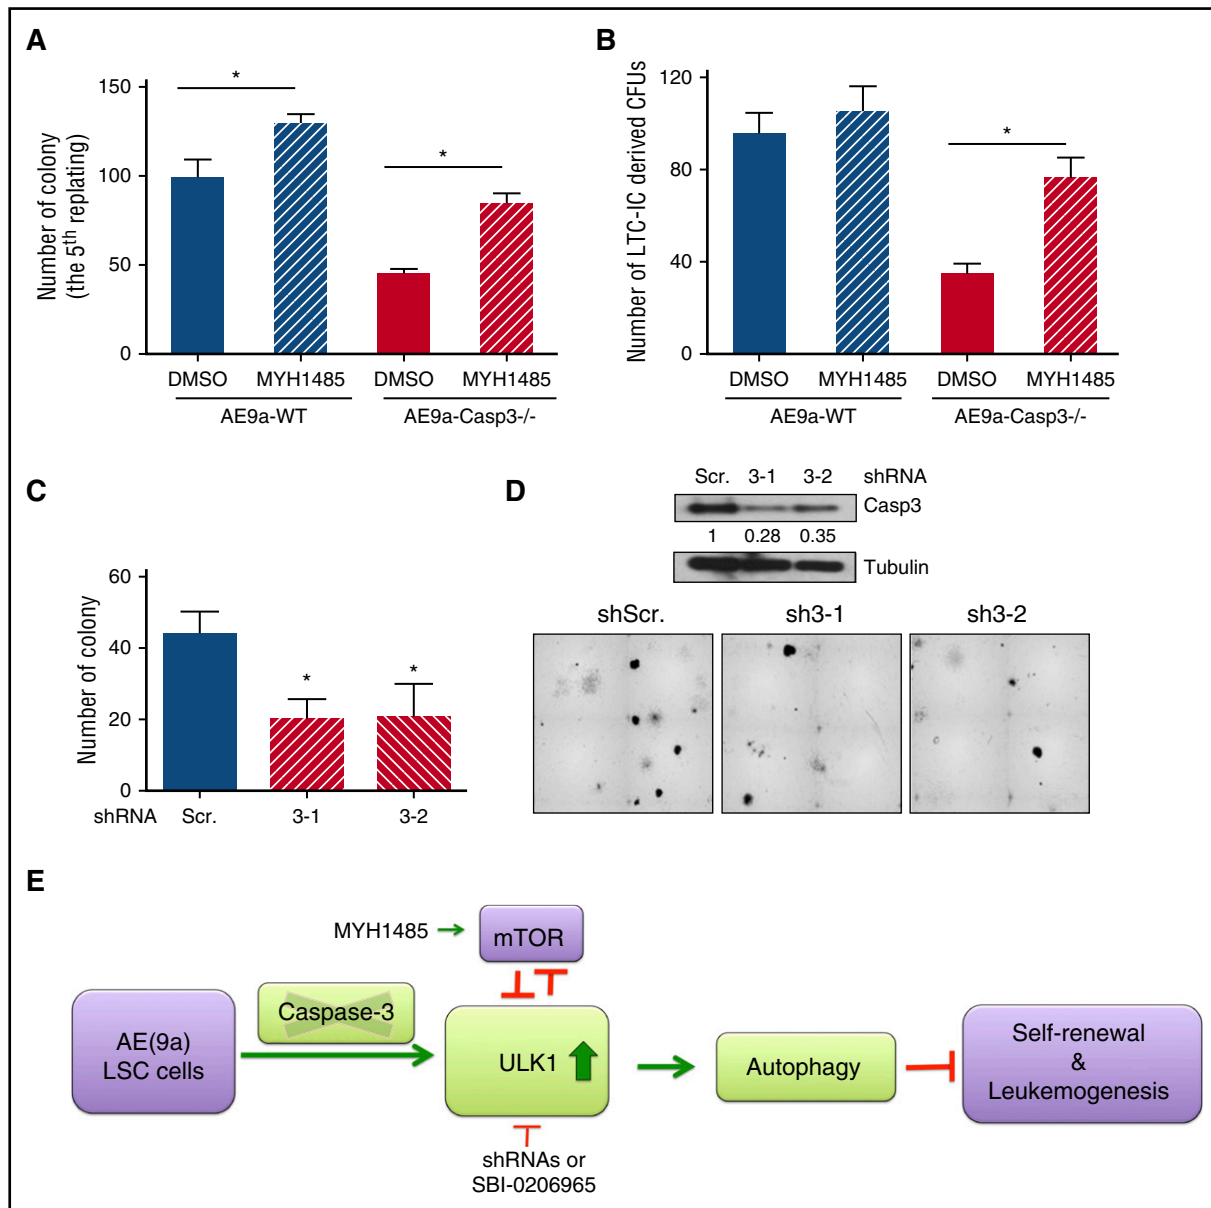 A
Number of colony
(the 5th replating)
150
100
50
0
*
*
DMSO
MYH1485
DMSO
MYH1485
AE9a-WT
AE9a-Casp3-/-
B
Number of LTC-IC derived CFUs
120
80
40
0
*
DMSO
MYH1485
DMSO
MYH1485
AE9a-WT
AE9a-Casp3-/-
C
Number of colony
60
40
20
0
*
*
shRNA
Scr.
3-1
3-2
D
Scr.
3-1
3-2
shRNA
Casp3
1
0.28
0.35
Tubulin
shScr.
sh3-1
sh3-2
E
MYH1485
mTOR
Caspase-3
AE(9a)
LSC cells
ULK1
Autophagy
Self-renewal
&
Leukemogenesis
shRNAs or
SBI-0206965